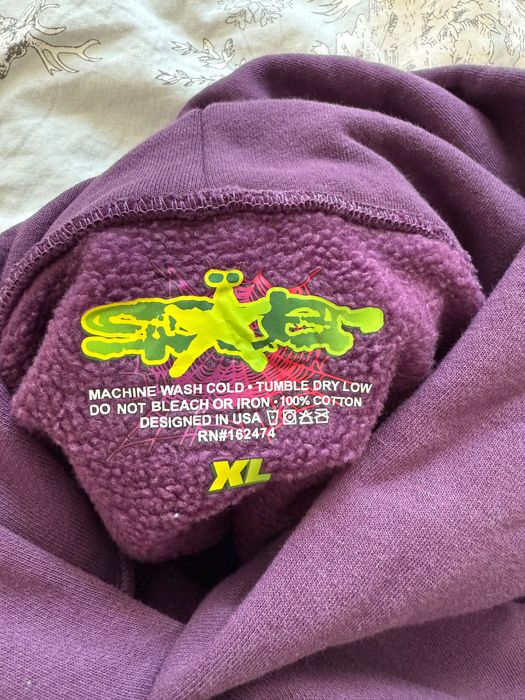 MACHINE WASH COLD • TUMBLE DRY LOW
DO NOT BLEACH OR IRON • 100% COTTON
DESIGNED IN USA
RN#162474
XL